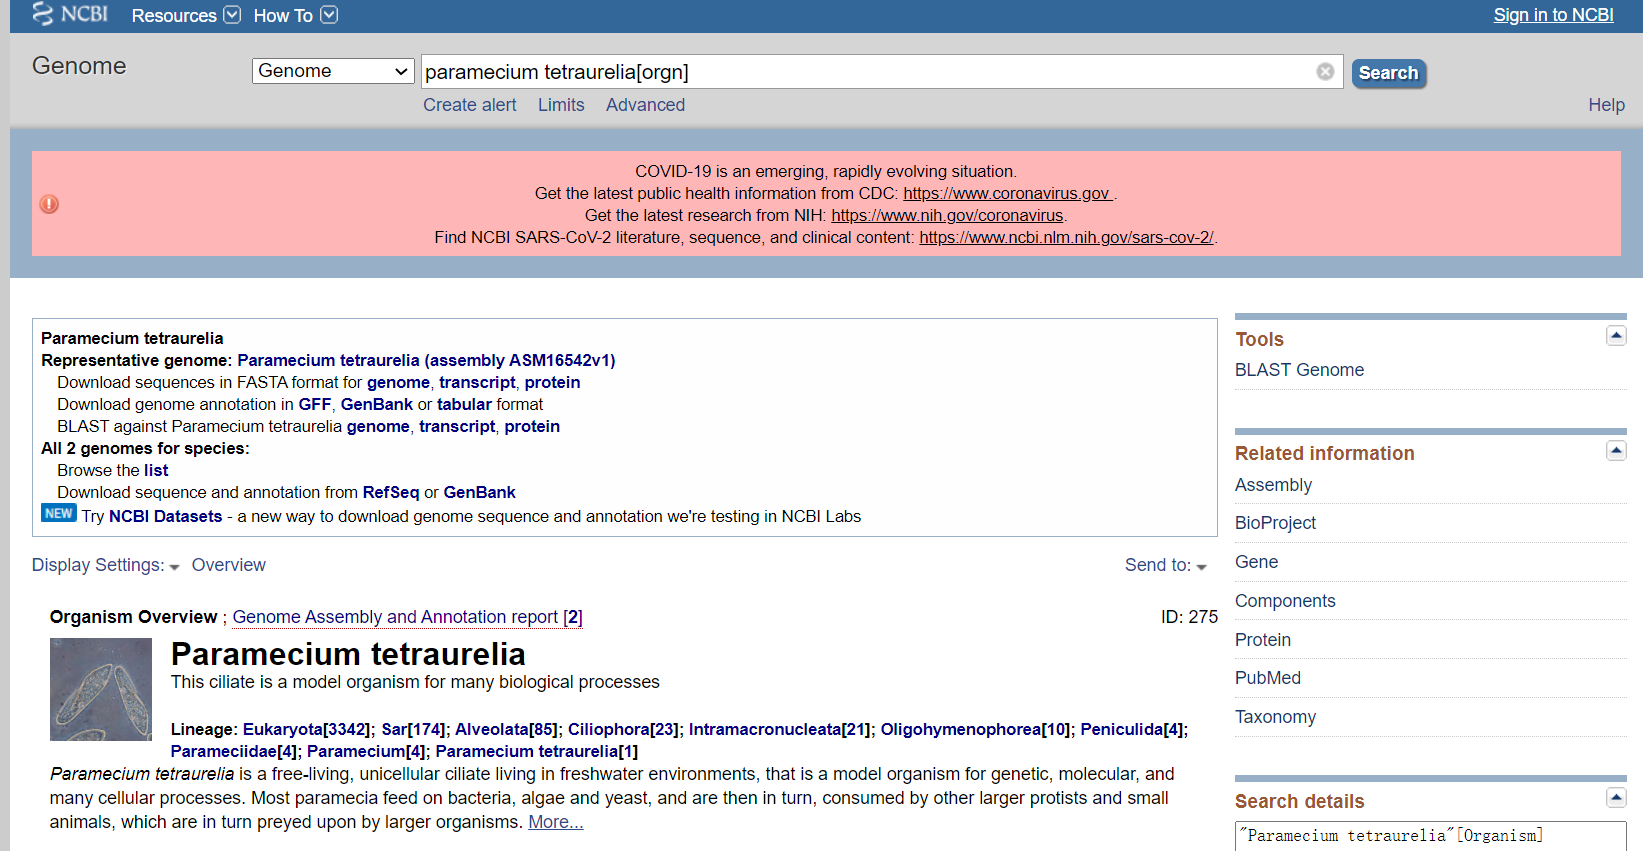 NCBI Resources How To Sign in to NCBI
Genome
Genome paramecium tetraurelia[orgn] Search
Create alert Limits Advanced Help
COVID-19 is an emerging, rapidly evolving situation.
Get the latest public health information from CDC: https://www.coronavirus.gov .
Get the latest research from NIH: https://www.nih.gov/coronavirus.
Find NCBI SARS-CoV-2 literature, sequence, and clinical content: https://www.ncbi.nlm.nih.gov/sars-cov-2/.
Paramecium tetraurelia
Representative genome: Paramecium tetraurelia (assembly ASM16542v1)
Download sequences in FASTA format for genome, transcript, protein
Download genome annotation in GFF, GenBank or tabular format
BLAST against Paramecium tetraurelia genome, transcript, protein
All 2 genomes for species:
Browse the list
Download sequence and annotation from RefSeq or GenBank
NEW Try NCBI Datasets - a new way to download genome sequence and annotation we're testing in NCBI Labs
Display Settings: Overview Send to:
Organism Overview ; Genome Assembly and Annotation report [2] ID: 275
Paramecium tetraurelia
This ciliate is a model organism for many biological processes
Lineage: Eukaryota[3342]; Sar[174]; Alveolata[85]; Ciliophora[23]; Intramacronucleata[21]; Oligohymenophorea[10]; Peniculida[4];
Parameciidae[4]; Paramecium[4]; Paramecium tetraurelia[1]
Paramecium tetraurelia is a free-living, unicellular ciliate living in freshwater environments, that is a model organism for genetic, molecular, and
many cellular processes. Most paramecia feed on bacteria, algae and yeast, and are then in turn, consumed by other larger protists and small
animals, which are in turn preyed upon by larger organisms. More...
Tools
BLAST Genome
Related information
Assembly
BioProject
Gene
Components
Protein
PubMed
Taxonomy
Search details
"Paramecium tetraurelia"[Organism]